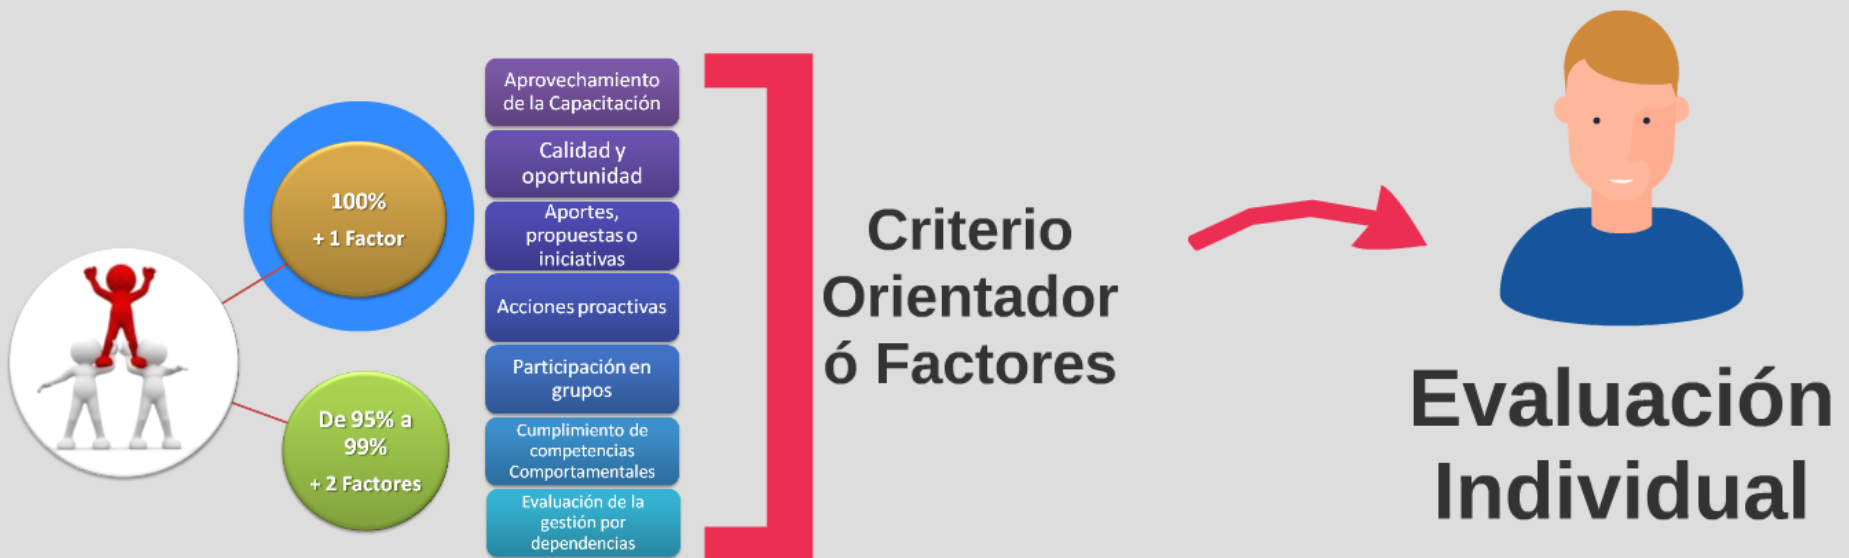 100%
+ 1 Factor
De 95% a
99%
+ 2 Factores
Aprovechamiento
de la Capacitación
Calidad y
oportunidad
Aportes,
propuestas o
iniciativas
Acciones proactivas
Participación en
grupos
Cumplimiento de
competencias
Comportamentales
Evaluación de la
gestión por
dependencias
Criterio
Orientador
ó Factores
Evaluación
Individual